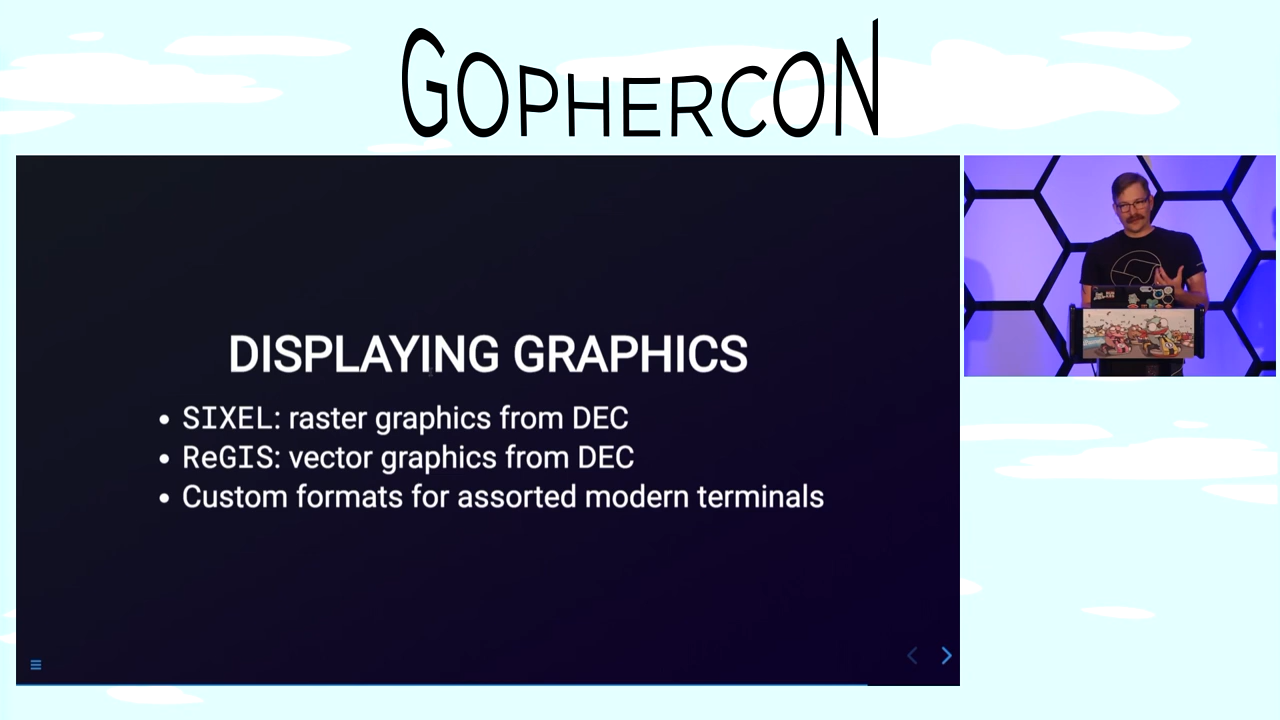 GOPHERCON
DISPLAYING GRAPHICS
• SIXEL: raster graphics from DEC
• ReGIS: vector graphics from DEC
• Custom formats for assorted modern terminals